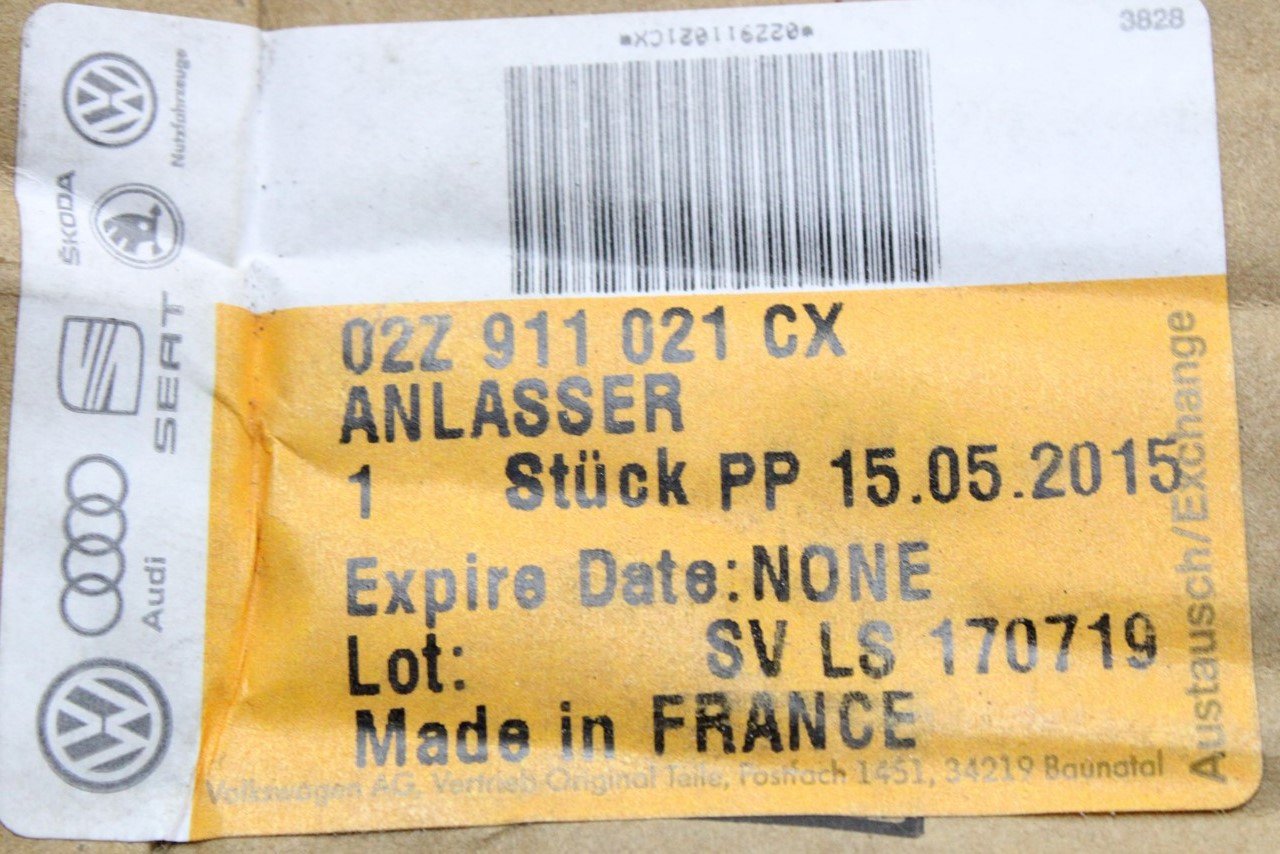 3828
*02Z911021CX*
Nutzfahrzeuge
ŠKODA
SEAT
Audi
02Z 911 021 CX
ANLASSER
1 Stück PP 15.05.2015
Expire Date:NONE
Lot: SV LS 170719
Made in FRANCE
Volkswagen AG, Vertrieb Original Teile, Postfach 1451, 34219 Baunatal
Austausch/Exchange